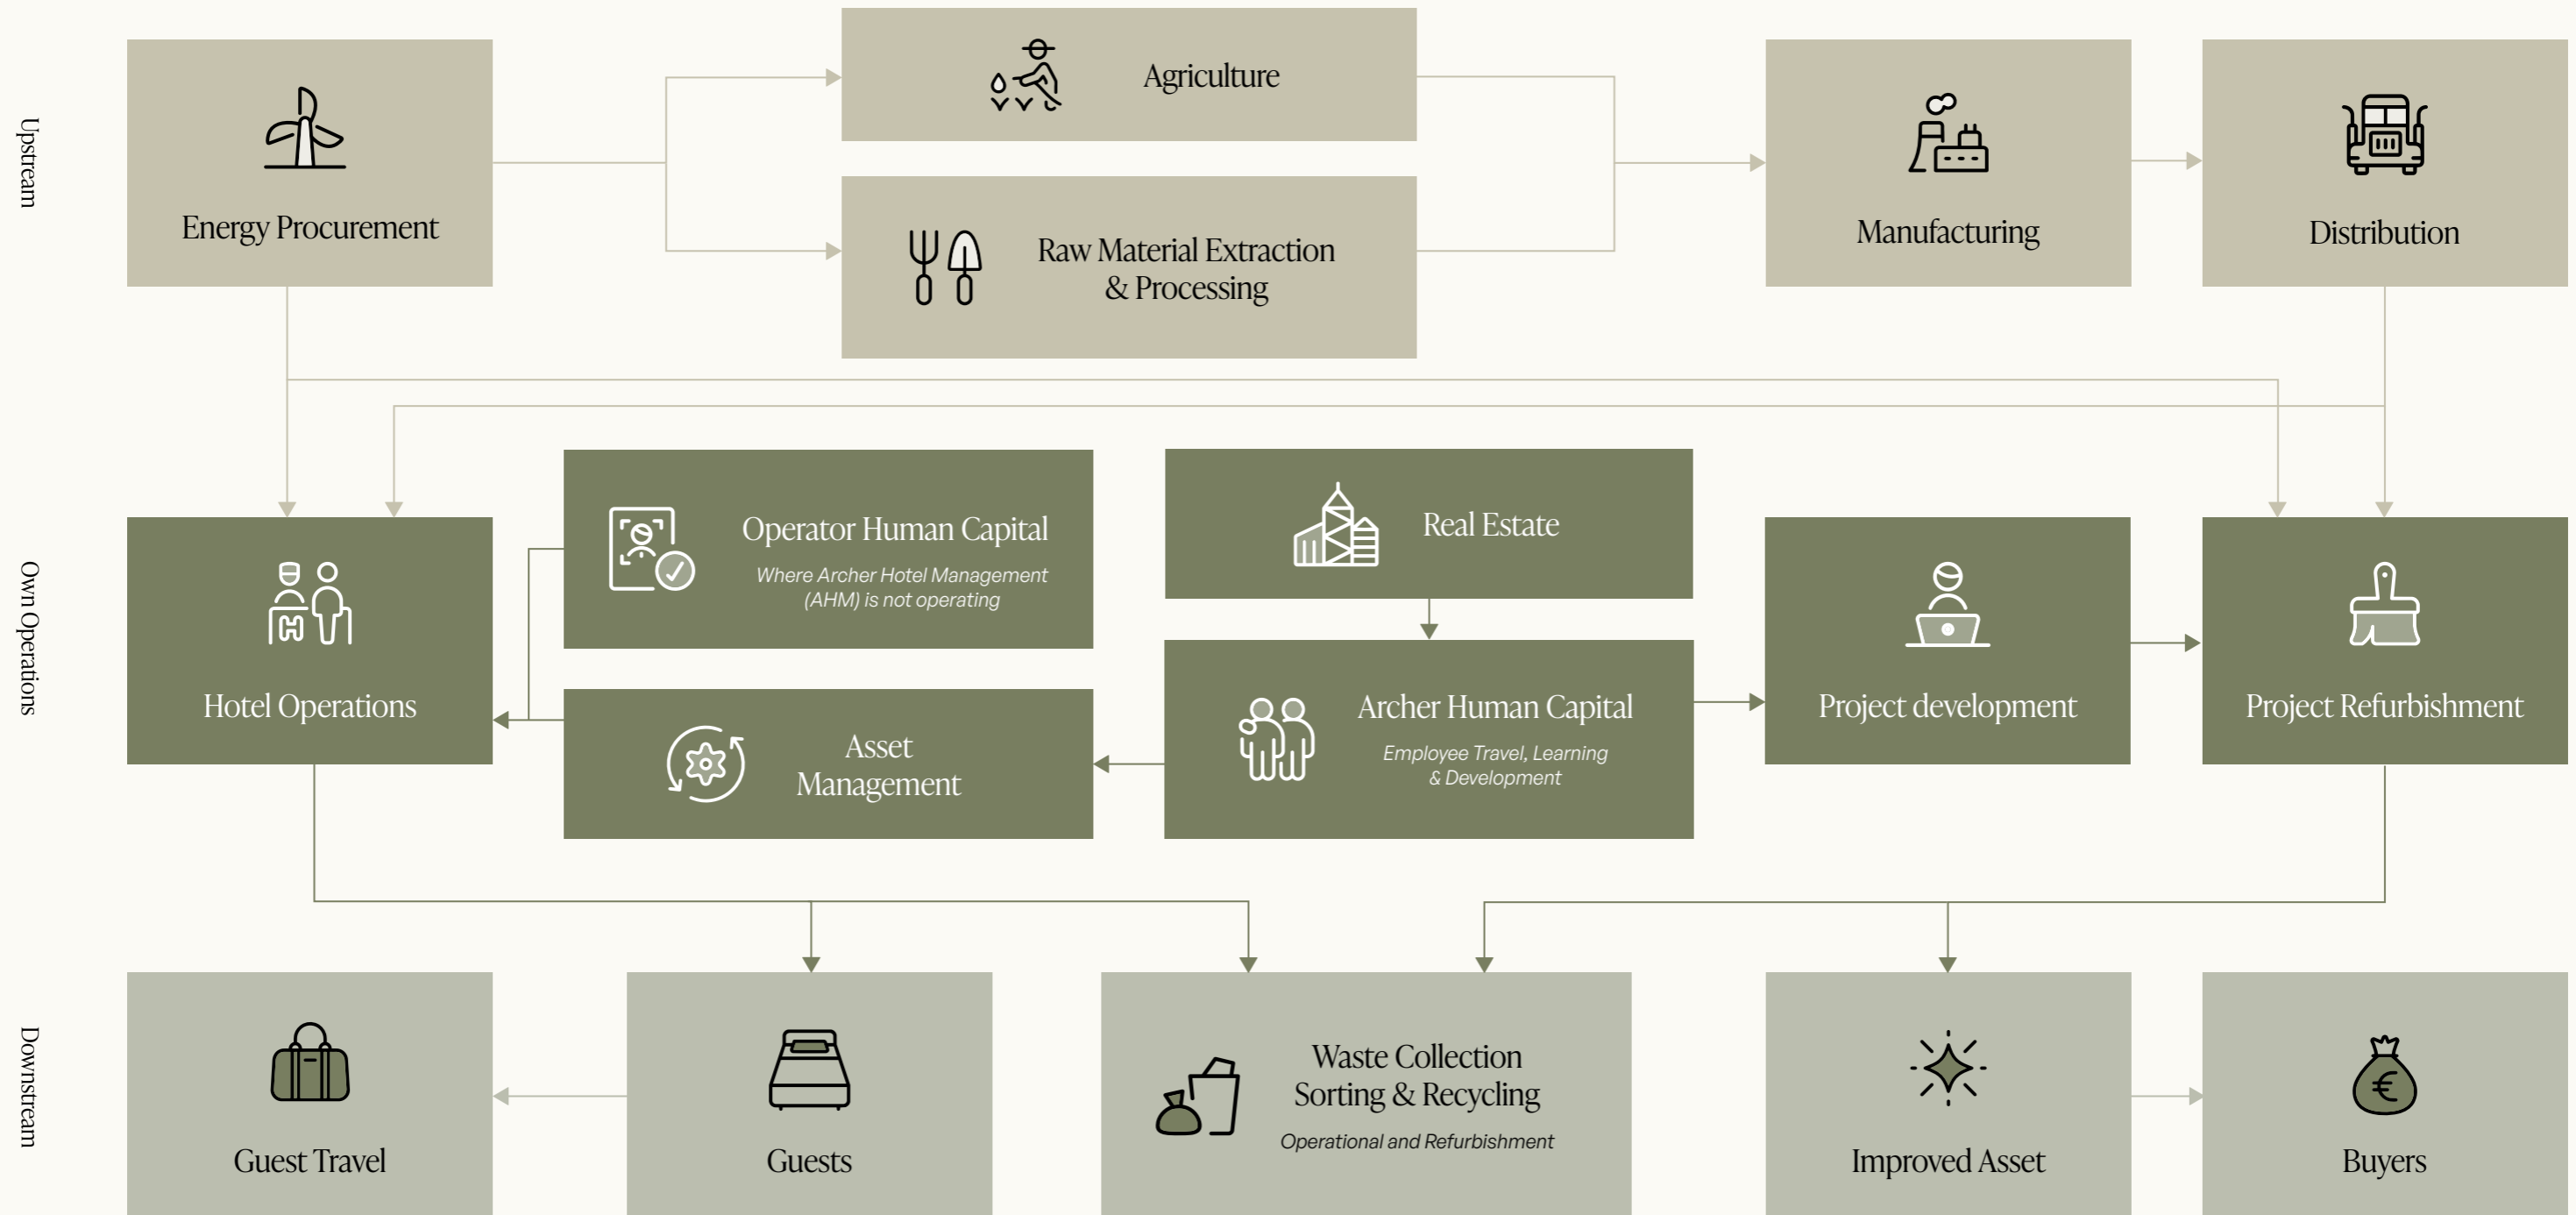 Upstream
Energy Procurement
Agriculture
Raw Material Extraction
& Processing
Manufacturing
Distribution
Own Operations
Hotel Operations
Operator Human Capital
Where Archer Hotel Management
(AHM) is not operating
Asset
Management
Real Estate
Archer Human Capital
Employee Travel, Learning
& Development
Project development
Project Refurbishment
Downstream
Guest Travel
Guests
Waste Collection
Sorting & Recycling
Operational and Refurbishment
Improved Asset
€
Buyers